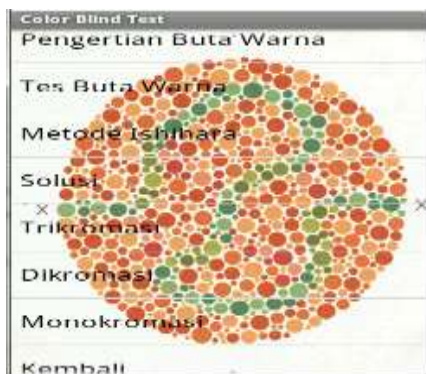 Color Blind Test
Pengertian Buta Warna
Tes Buta Warna
Metode Ishihara
Solusi
× ×
Trikromasi
Dikromasi
Monokromasi
Kembali